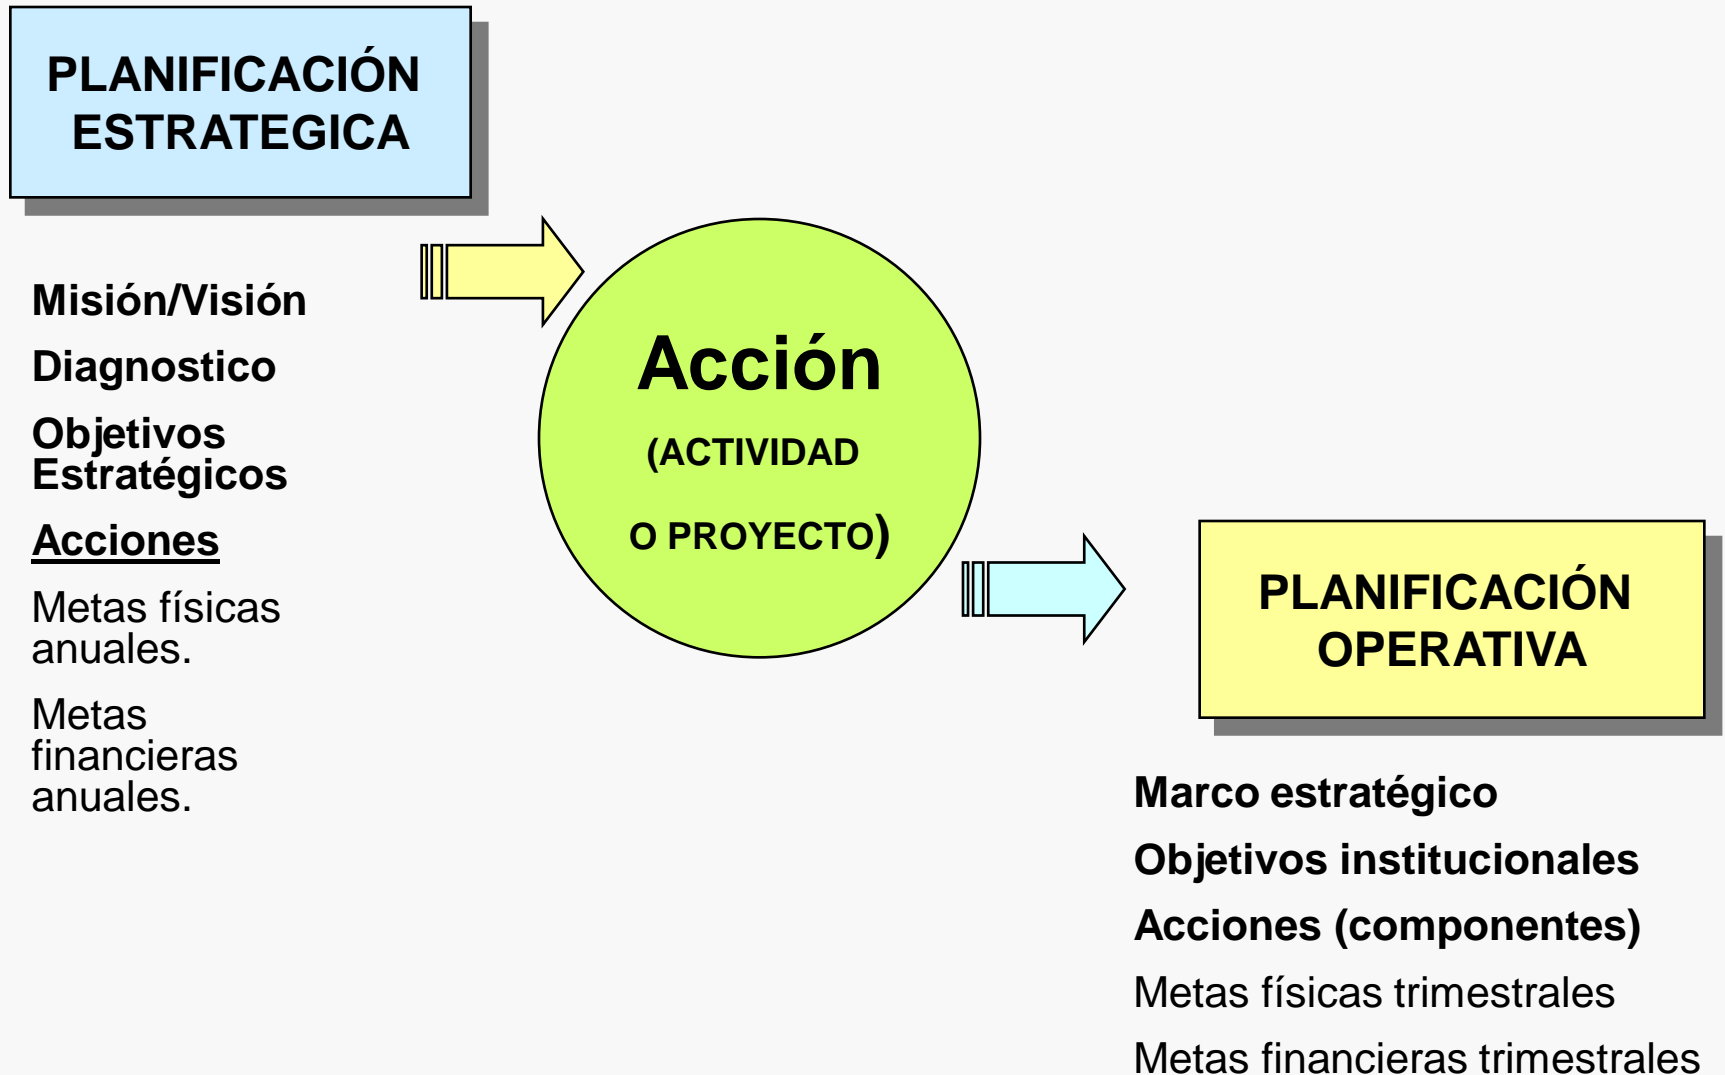 PLANIFICACIÓN
ESTRATEGICA
Misión/Visión
Diagnostico
Objetivos
Estratégicos
Acciones
Metas físicas
anuales.
Metas
financieras
anuales.
Acción
(ACTIVIDAD
O PROYECTO)
PLANIFICACIÓN
OPERATIVA
Marco estratégico
Objetivos institucionales
Acciones (componentes)
Metas físicas trimestrales
Metas financieras trimestrales